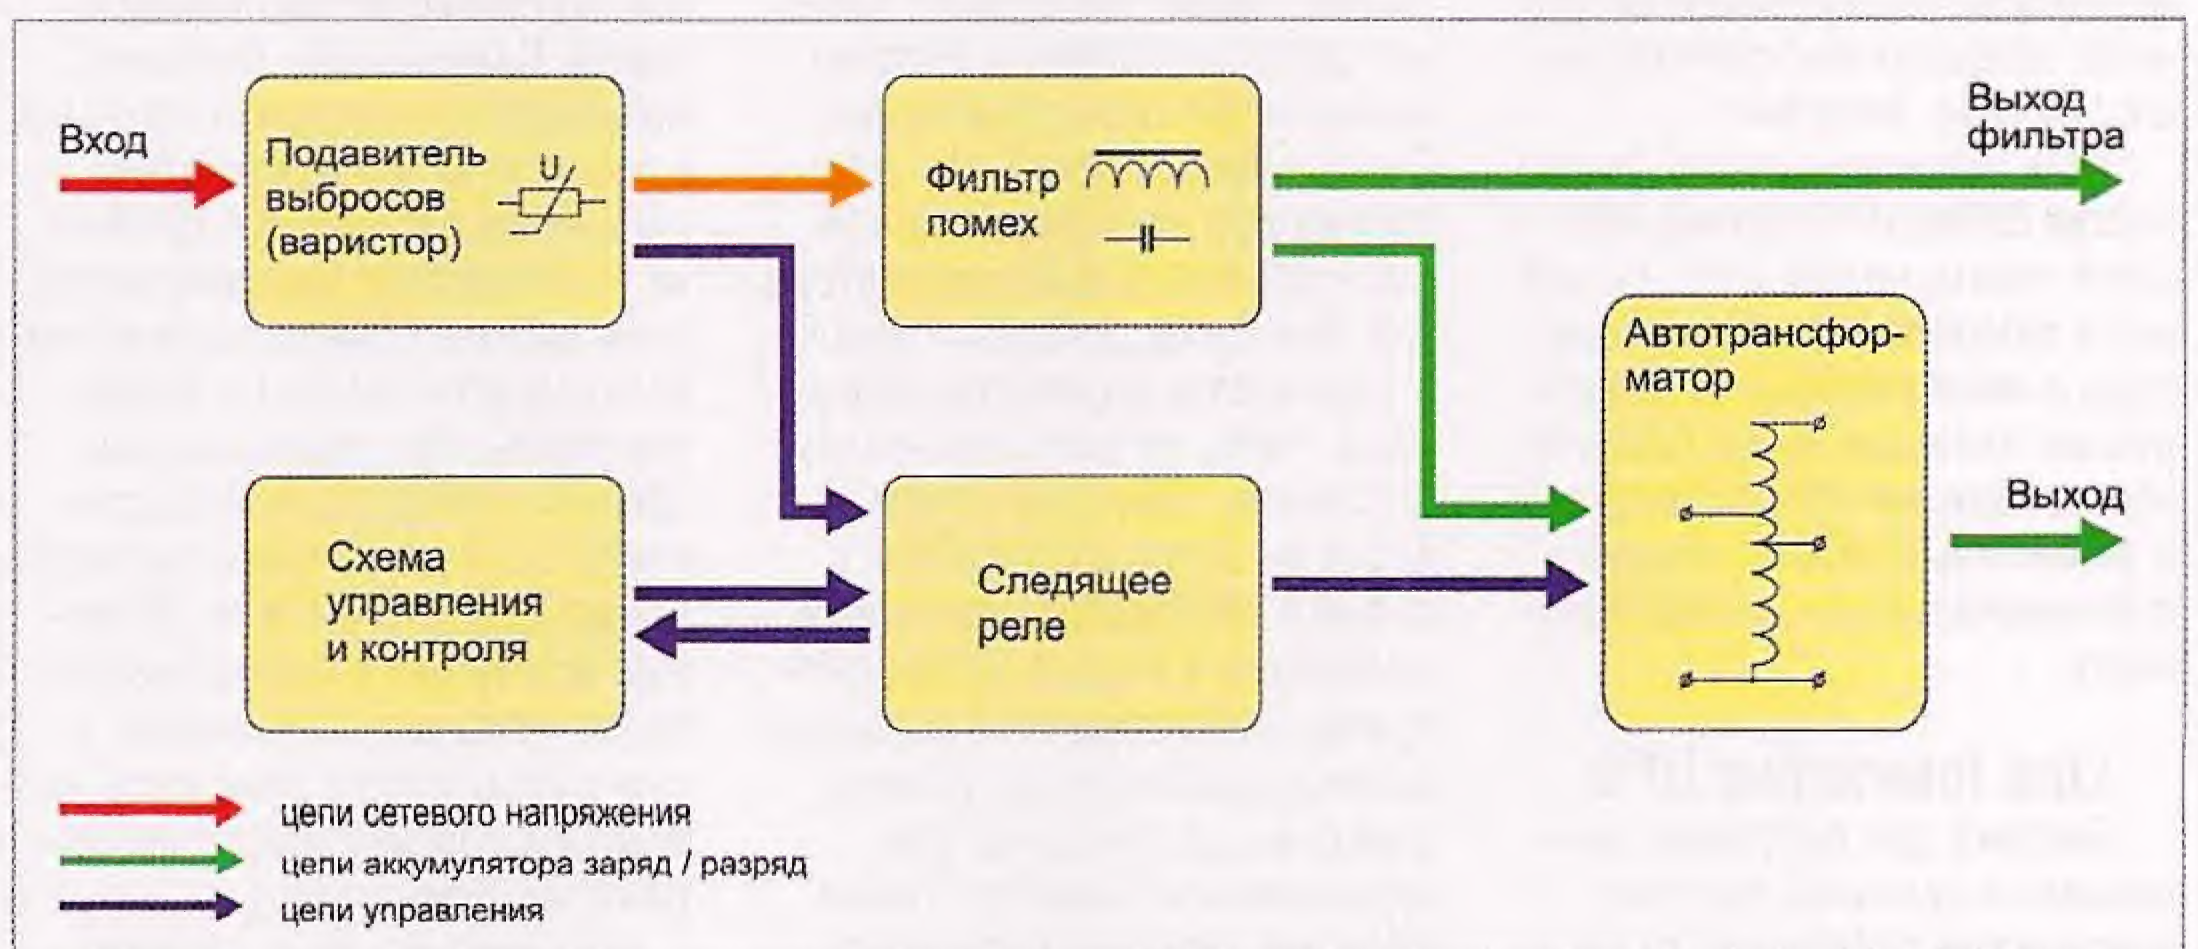 Вход
Подавитель
выбросов
(варистор)
U
Фильтр
помех
Выход
фильтра
Автотрансфор-
матор
Выход
Схема
управления
и контроля
Следящее
реле
цепи сетевого напряжения
цепи аккумулятора заряд / разряд
цепи управления